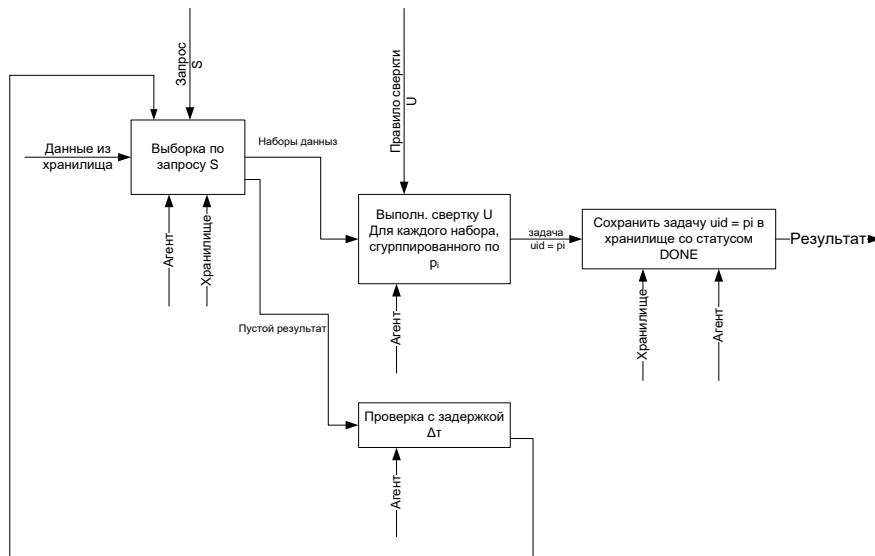 Запрос
S
Правило сверкти
U
Данные из
хранилища
Выборка по
запросу S
Наборы данныз
Агент
Хранилище
Выполн. свертку U
Для каждого набора,
сгурппированного по
pᵢ
задача
uid = pi
Сохранить задачу uid = pi в
хранилище со статусом
DONE
Результат
Агент
Хранилище
Агент
Пустой результат
Проверка с задержкой
Δτ
Агент